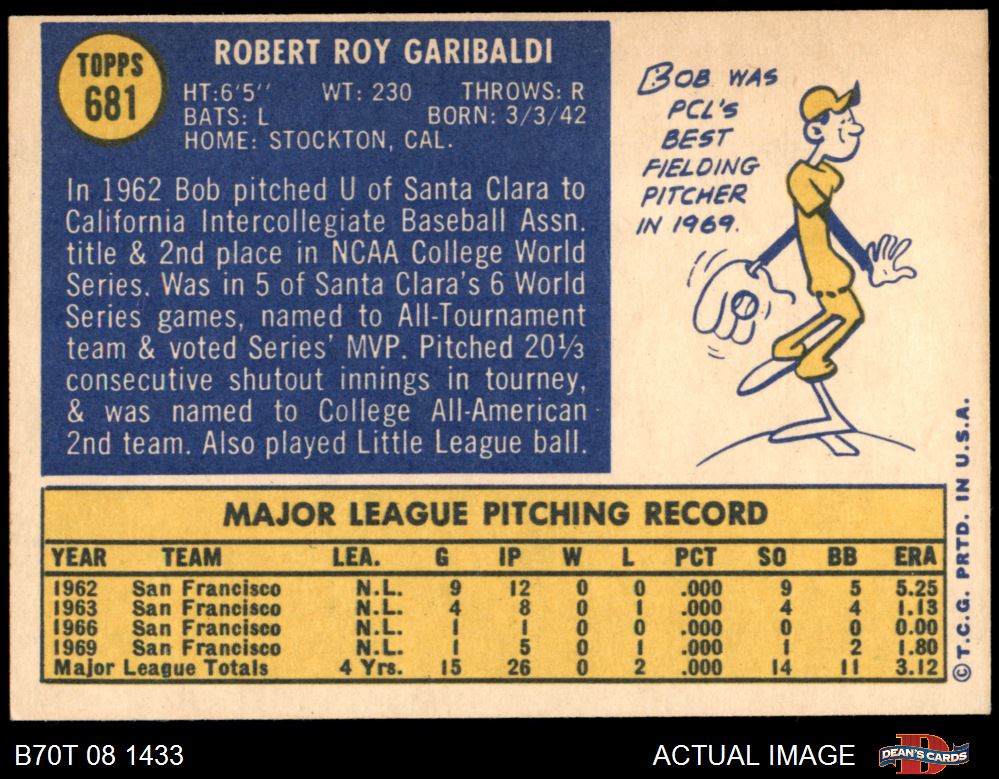 TOPPS
681
ROBERT ROY GARIBALDI
HT:6'5'' WT: 230 THROWS: R
BATS: L BORN: 3/3/42
HOME: STOCKTON, CAL.
In 1962 Bob pitched U of Santa Clara to
California Intercollegiate Baseball Assn.
title & 2nd place in NCAA College World
Series. Was in 5 of Santa Clara's 6 World
Series games, named to All-Tournament
team & voted Series' MVP. Pitched 20⅓
consecutive shutout innings in tourney,
& was named to College All-American
2nd team. Also played Little League ball.
BOB WAS
PCL'S
BEST
FIELDING
PITCHER
IN 1969.
MAJOR LEAGUE PITCHING RECORD
YEAR TEAM LEA. G IP W L PCT SO BB ERA
1962 San Francisco N.L. 9 12 0 0 .000 9 5 5.25
1963 San Francisco N.L. 4 8 0 1 .000 4 4 1.13
1966 San Francisco N.L. 1 1 0 0 .000 0 0 0.00
1969 San Francisco N.L. 1 5 0 1 .000 1 2 1.80
Major League Totals 4 Yrs. 15 26 0 2 .000 14 11 3.12
©T.C.G. PRTD. IN U.S.A.
B70T 08 1433
ACTUAL IMAGE
D
DEAN'S CARDS